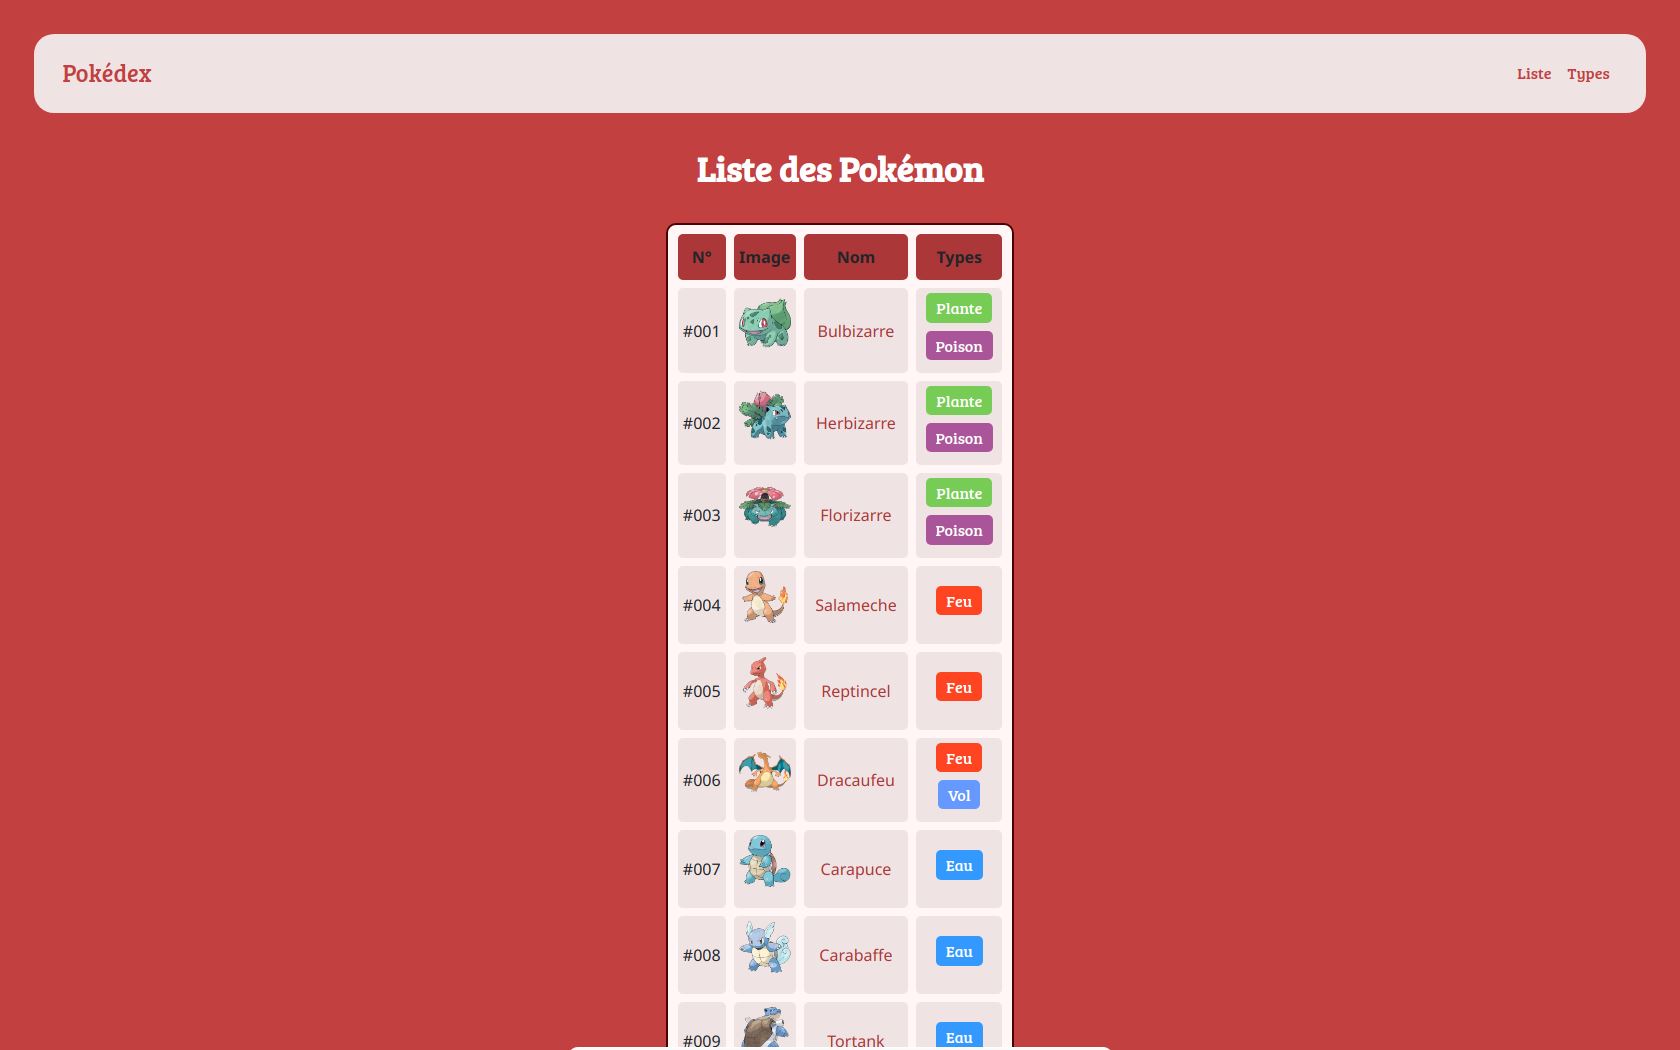 Pokédex
Liste Types
Liste des Pokémon
N° Image Nom Types
#001 Bulbizarre Plante Poison
#002 Herbizarre Plante Poison
#003 Florizarre Plante Poison
#004 Salameche Feu
#005 Reptincel Feu
#006 Dracaufeu Feu Vol
#007 Carapuce Eau
#008 Carabaffe Eau
#009 Tortank Eau